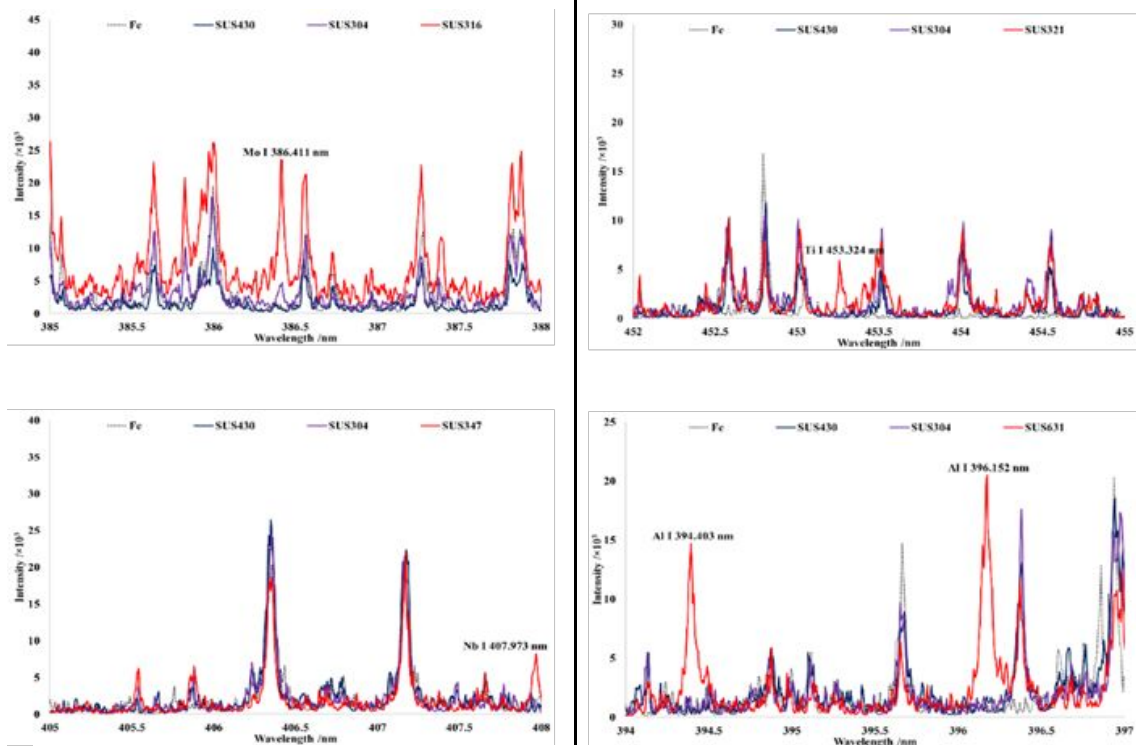 Fe SUS430 SUS304 SUS316
45
40
35
30
25
20
15
10
5
0
Intensity /×10³
Mo I 386.411 nm
385 385.5 386 386.5 387 387.5 388
Wavelength /nm
Fe SUS430 SUS304 SUS321
30
25
20
15
10
5
0
Intensity /×10³
Ti I 453.324 nm
452 452.5 453 453.5 454 454.5 455
Wavelength /nm
Fe SUS430 SUS304 SUS347
40
35
30
25
20
15
10
5
0
Intensity /×10³
Nb I 407.973 nm
405 405.5 406 406.5 407 407.5 408
Wavelength /nm
Fe SUS430 SUS304 SUS631
25
20
15
10
5
0
Intensity /×10³
Al I 396.152 nm
Al I 394.403 nm
394 394.5 395 395.5 396 396.5 397
Wavelength /nm